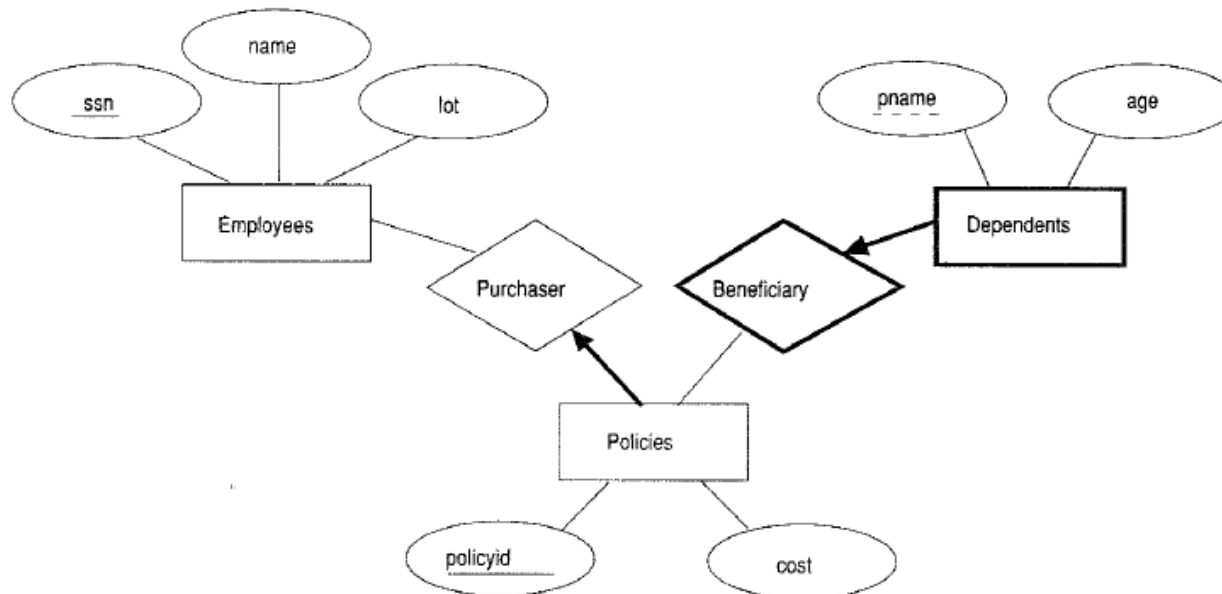 name
ssn
lot
pname
age
Employees
Dependents
Purchaser
Beneficiary
Policies
policyid
cost